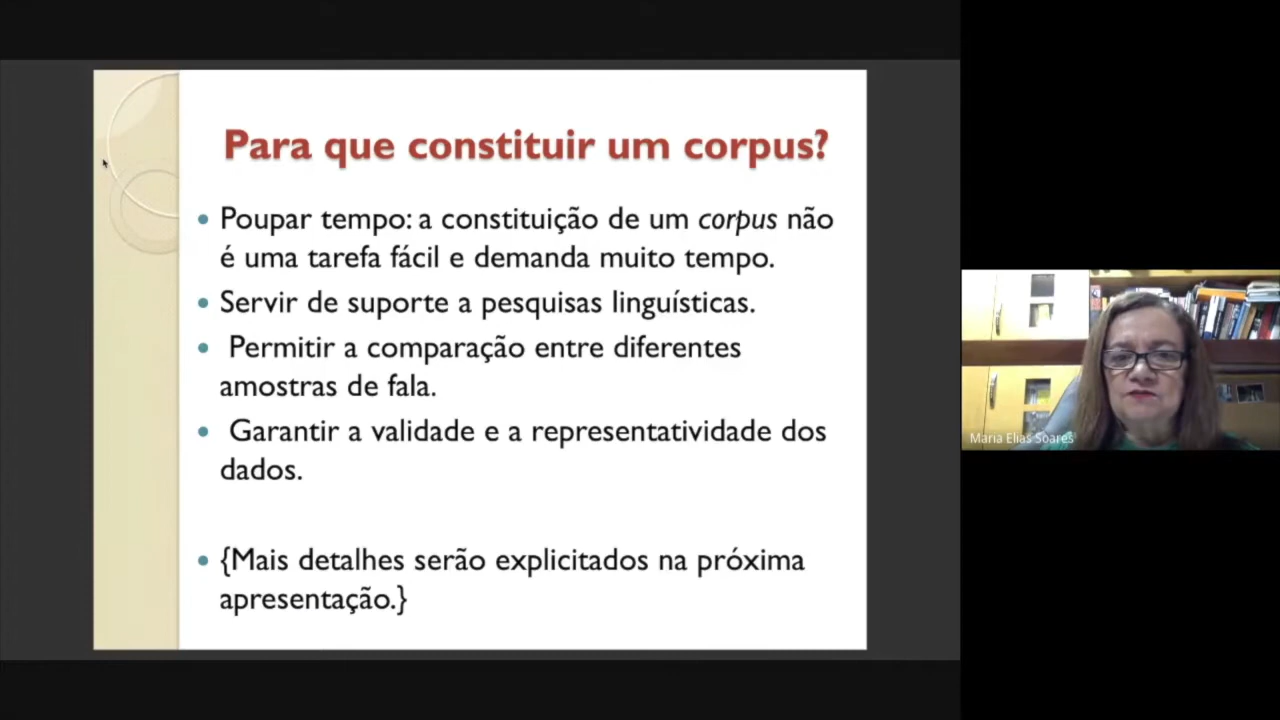 Para que constituir um corpus?
• Poupar tempo: a constituição de um corpus não
é uma tarefa fácil e demanda muito tempo.
• Servir de suporte a pesquisas linguísticas.
• Permitir a comparação entre diferentes
amostras de fala.
• Garantir a validade e a representatividade dos
dados.
• {Mais detalhes serão explicitados na próxima
apresentação.}
Maria Elias Soares